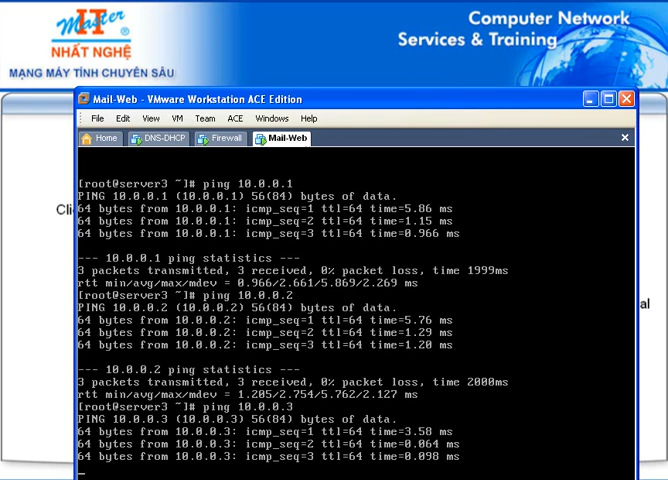 Master
IT
®
NHẤT NGHỆ
MẠNG MÁY TÍNH CHUYÊN SÂU
Computer Network
Services & Training
Mail-Web - VMware Workstation ACE Edition
File Edit View VM Team ACE Windows Help
Home DNS-DHCP Firewall Mail-Web
[root@server3 ~]# ping 10.0.0.1
PING 10.0.0.1 (10.0.0.1) 56(84) bytes of data.
64 bytes from 10.0.0.1: icmp_seq=1 ttl=64 time=5.86 ms
64 bytes from 10.0.0.1: icmp_seq=2 ttl=64 time=1.15 ms
64 bytes from 10.0.0.1: icmp_seq=3 ttl=64 time=0.966 ms
--- 10.0.0.1 ping statistics ---
3 packets transmitted, 3 received, 0% packet loss, time 1999ms
rtt min/avg/max/mdev = 0.966/2.661/5.869/2.269 ms
[root@server3 ~]# ping 10.0.0.2
PING 10.0.0.2 (10.0.0.2) 56(84) bytes of data.
64 bytes from 10.0.0.2: icmp_seq=1 ttl=64 time=5.76 ms
64 bytes from 10.0.0.2: icmp_seq=2 ttl=64 time=1.29 ms
64 bytes from 10.0.0.2: icmp_seq=3 ttl=64 time=1.20 ms
--- 10.0.0.2 ping statistics ---
3 packets transmitted, 3 received, 0% packet loss, time 2000ms
rtt min/avg/max/mdev = 1.205/2.754/5.762/2.127 ms
[root@server3 ~]# ping 10.0.0.3
PING 10.0.0.3 (10.0.0.3) 56(84) bytes of data.
64 bytes from 10.0.0.3: icmp_seq=1 ttl=64 time=3.58 ms
64 bytes from 10.0.0.3: icmp_seq=2 ttl=64 time=0.064 ms
64 bytes from 10.0.0.3: icmp_seq=3 ttl=64 time=0.098 ms